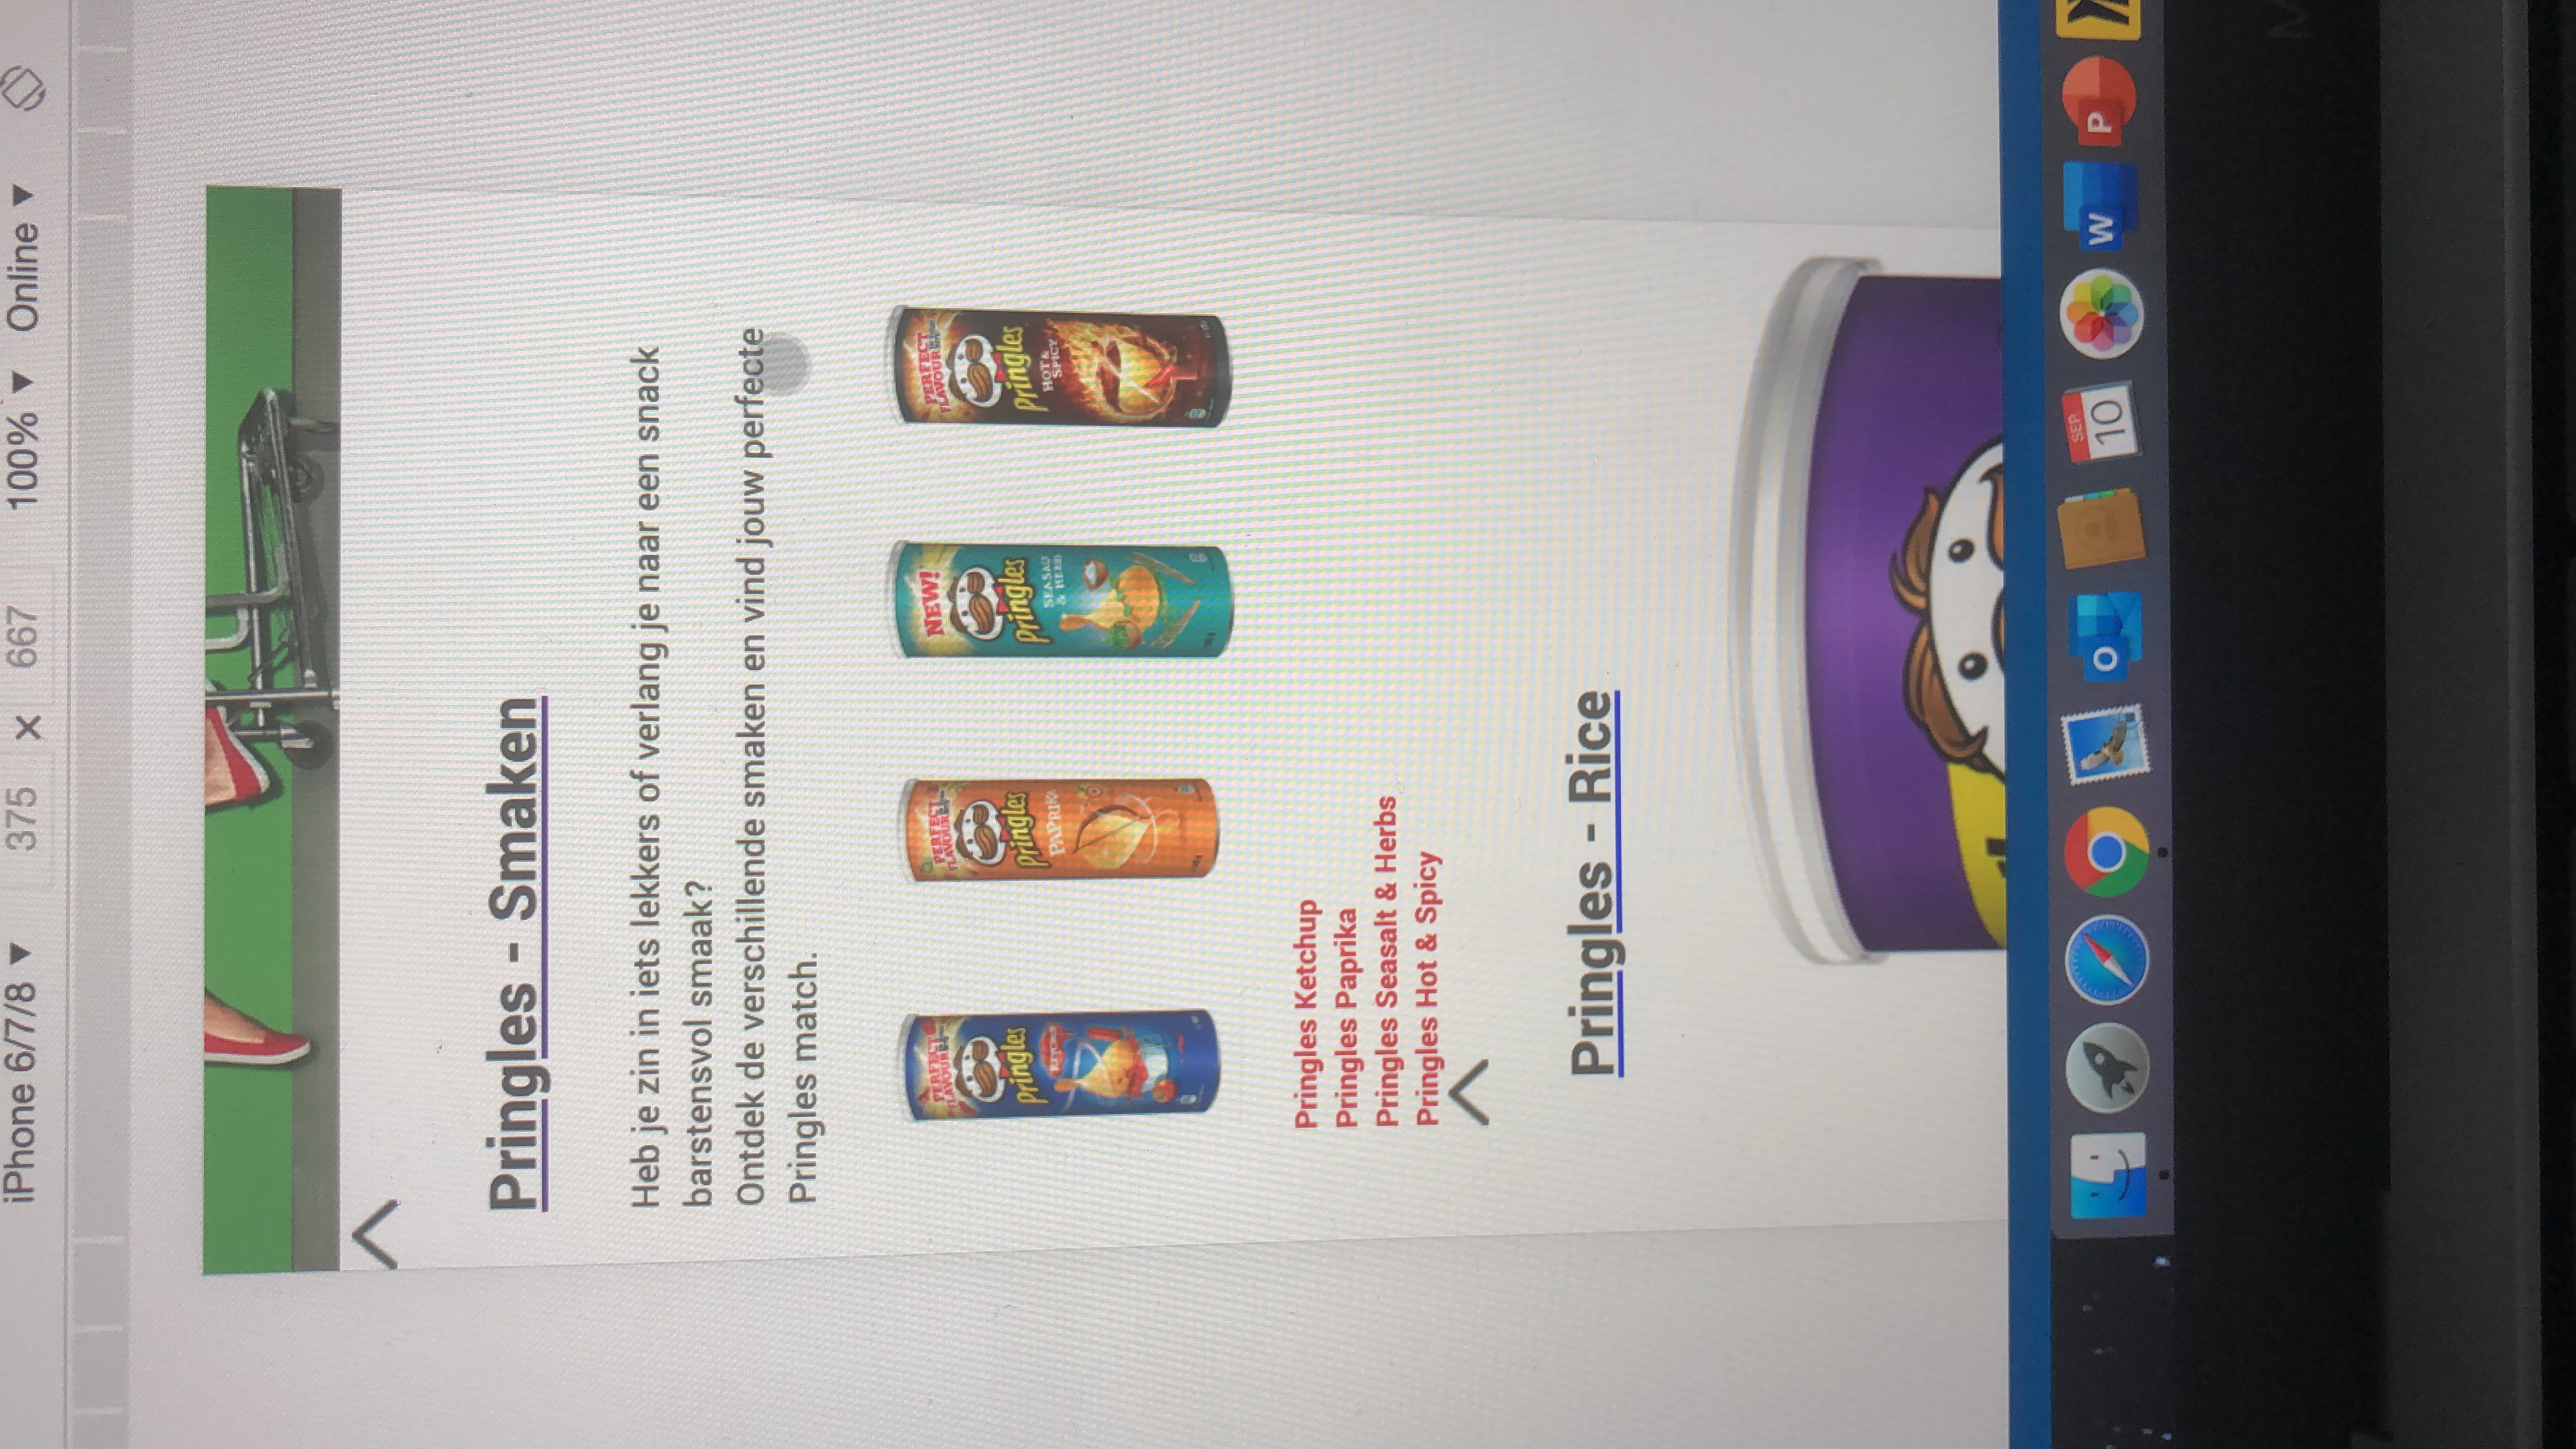 iPhone 6/7/8 ▼ 375 x 667 100% ▼ Online ▼
Pringles - Smaken
Heb je zin in iets lekkers of verlang je naar een snack
barstensvol smaak?
Ontdek de verschillende smaken en vind jouw perfecte
Pringles match.
PERFECT
FLAVOUR
Pringles
KETCHUP
PERFECT
FLAVOUR
Pringles
PAPRIKA
NEW!
Pringles
SEASALT
& HERBS
PERFECT
FLAVOUR
Pringles
HOT &
SPICY
Pringles Ketchup
Pringles Paprika
Pringles Seasalt & Herbs
Pringles Hot & Spicy
Pringles - Rice
SEP
10
O
W
P